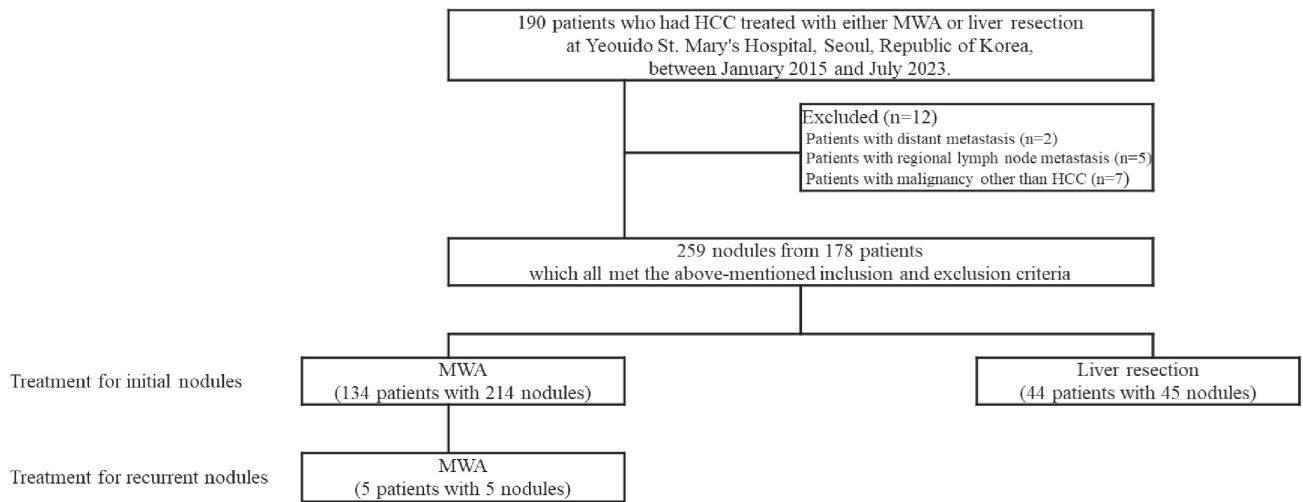 190 patients who had HCC treated with either MWA or liver resection
at Yeouido St. Mary's Hospital, Seoul, Republic of Korea,
between January 2015 and July 2023.
Excluded (n=12)
Patients with distant metastasis (n=2)
Patients with regional lymph node metastasis (n=5)
Patients with malignancy other than HCC (n=7)
259 nodules from 178 patients
which all met the above-mentioned inclusion and exclusion criteria
Treatment for initial nodules
MWA
(134 patients with 214 nodules)
Liver resection
(44 patients with 45 nodules)
Treatment for recurrent nodules
MWA
(5 patients with 5 nodules)